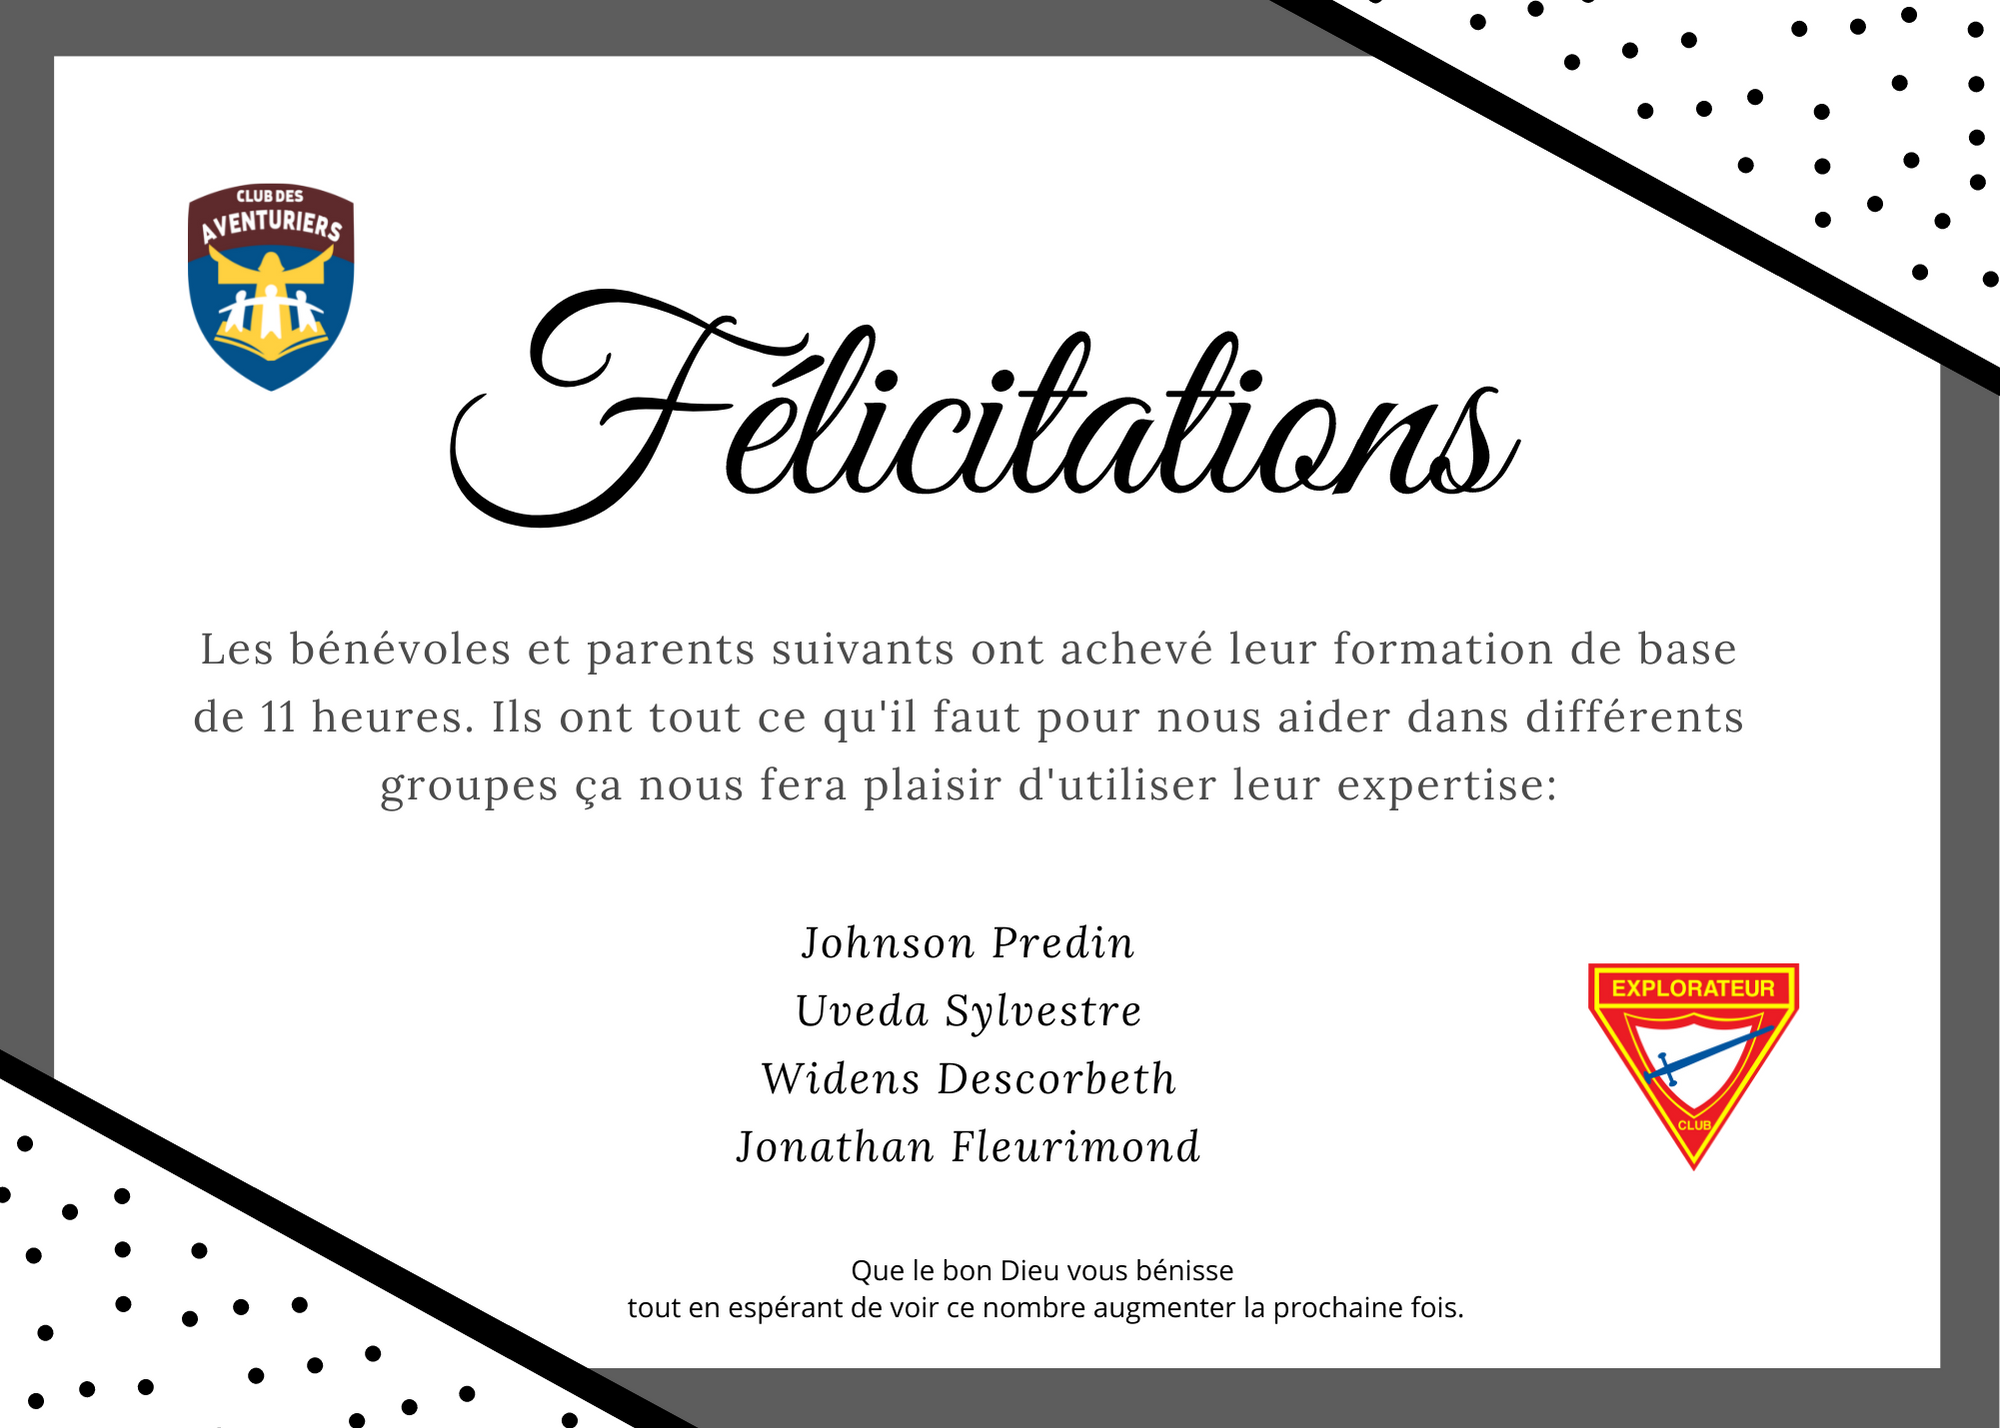 CLUB DES
AVENTURIERS
Félicitations
Les bénévoles et parents suivants ont achevé leur formation de base
de 11 heures. Ils ont tout ce qu'il faut pour nous aider dans différents
groupes ça nous fera plaisir d'utiliser leur expertise:
Johnson Predin
Uveda Sylvestre
Widens Descorbeth
Jonathan Fleurimond
EXPLORATEUR
CLUB
Que le bon Dieu vous bénisse
tout en espérant de voir ce nombre augmenter la prochaine fois.